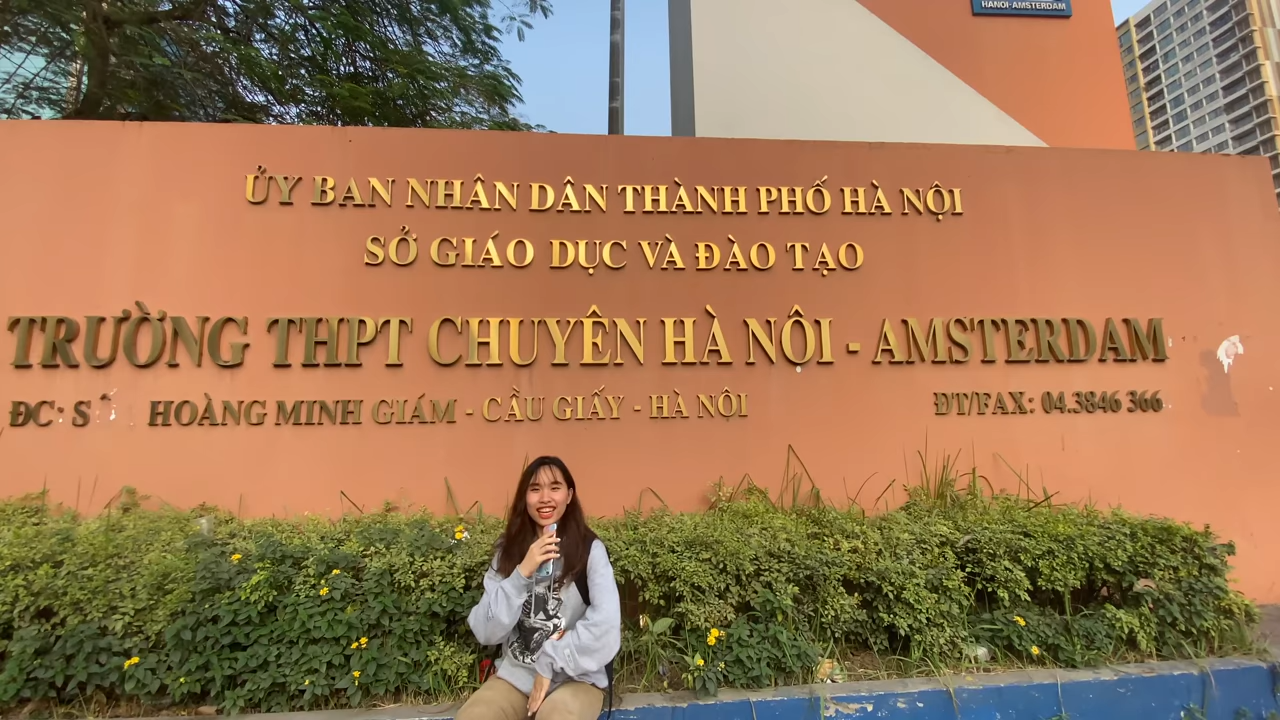 HANOI-AMSTERDAM
ỦY BAN NHÂN DÂN THÀNH PHỐ HÀ NỘI
SỞ GIÁO DỤC VÀ ĐÀO TẠO
TRƯỜNG THPT CHUYÊN HÀ NỘI - AMSTERDAM
ĐC: S HOÀNG MINH GIÁM - CẦU GIẤY - HÀ NỘI
ĐT/FAX: 04.3846 366